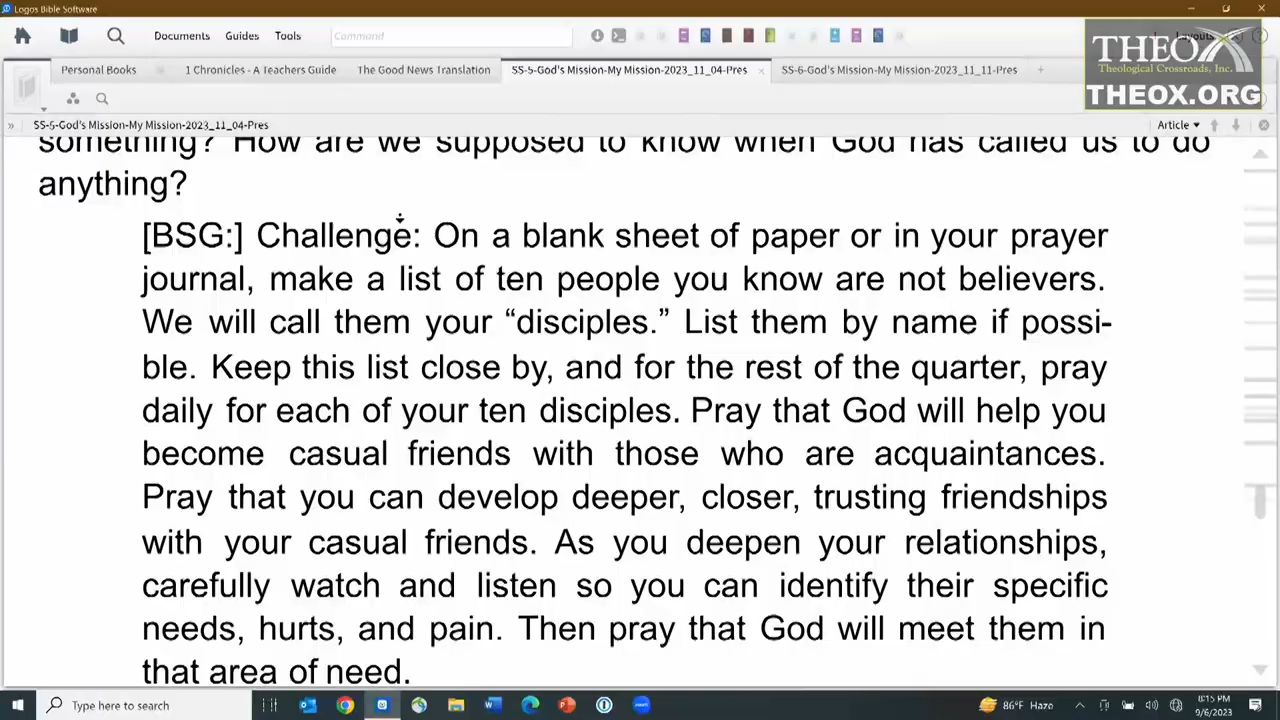 Logos Bible Software
Documents Guides Tools Command Layouts
THEOX
Theological Crossroads, Inc.
THEOX.ORG
Personal Books 1 Chronicles - A Teachers Guide The Good News Translation SS-5-God's Mission-My Mission-2023_11_04-Pres SS-6-God's Mission-My Mission-2023_11_11-Pres
SS-5-God's Mission-My Mission-2023_11_04-Pres Article
something? How are we supposed to know when God has called us to do
anything?
[BSG:] Challenge: On a blank sheet of paper or in your prayer
journal, make a list of ten people you know are not believers.
We will call them your “disciples.” List them by name if possi-
ble. Keep this list close by, and for the rest of the quarter, pray
daily for each of your ten disciples. Pray that God will help you
become casual friends with those who are acquaintances.
Pray that you can develop deeper, closer, trusting friendships
with your casual friends. As you deepen your relationships,
carefully watch and listen so you can identify their specific
needs, hurts, and pain. Then pray that God will meet them in
that area of need.
Type here to search 86°F Haze 8:15 PM
9/6/2023